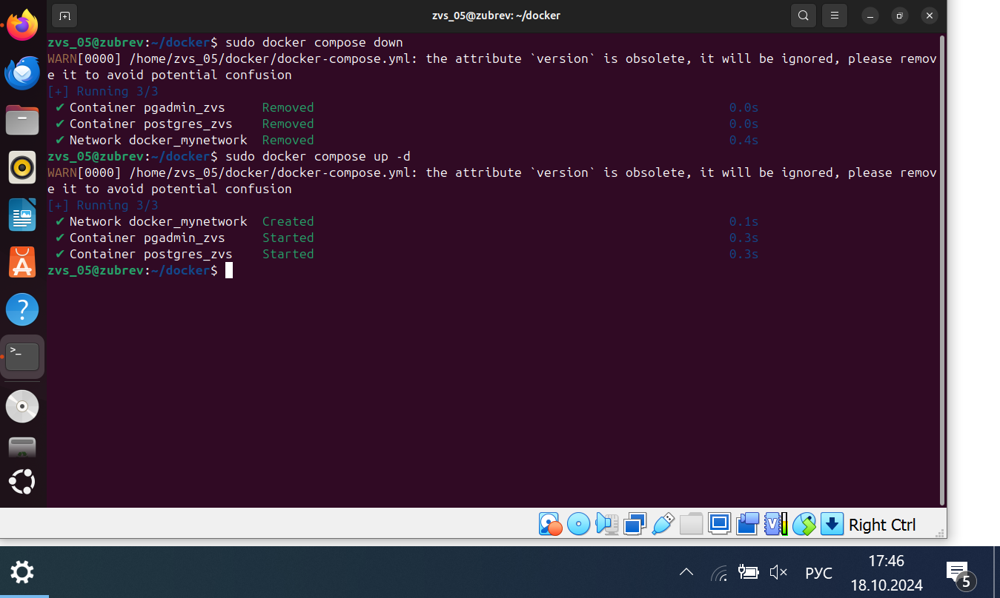 zvs_05@zubrev: ~/docker
zvs_05@zubrev:~/docker$ sudo docker compose down
WARN[0000] /home/zvs_05/docker/docker-compose.yml: the attribute `version` is obsolete, it will be ignored, please remov
e it to avoid potential confusion
[+] Running 3/3
✔ Container pgadmin_zvs Removed 0.0s
✔ Container postgres_zvs Removed 0.0s
✔ Network docker_mynetwork Removed 0.4s
zvs_05@zubrev:~/docker$ sudo docker compose up -d
WARN[0000] /home/zvs_05/docker/docker-compose.yml: the attribute `version` is obsolete, it will be ignored, please remov
e it to avoid potential confusion
[+] Running 3/3
✔ Network docker_mynetwork Created 0.1s
✔ Container pgadmin_zvs Started 0.3s
✔ Container postgres_zvs Started 0.3s
zvs_05@zubrev:~/docker$
Right Ctrl
РУС
17:46
18.10.2024
5